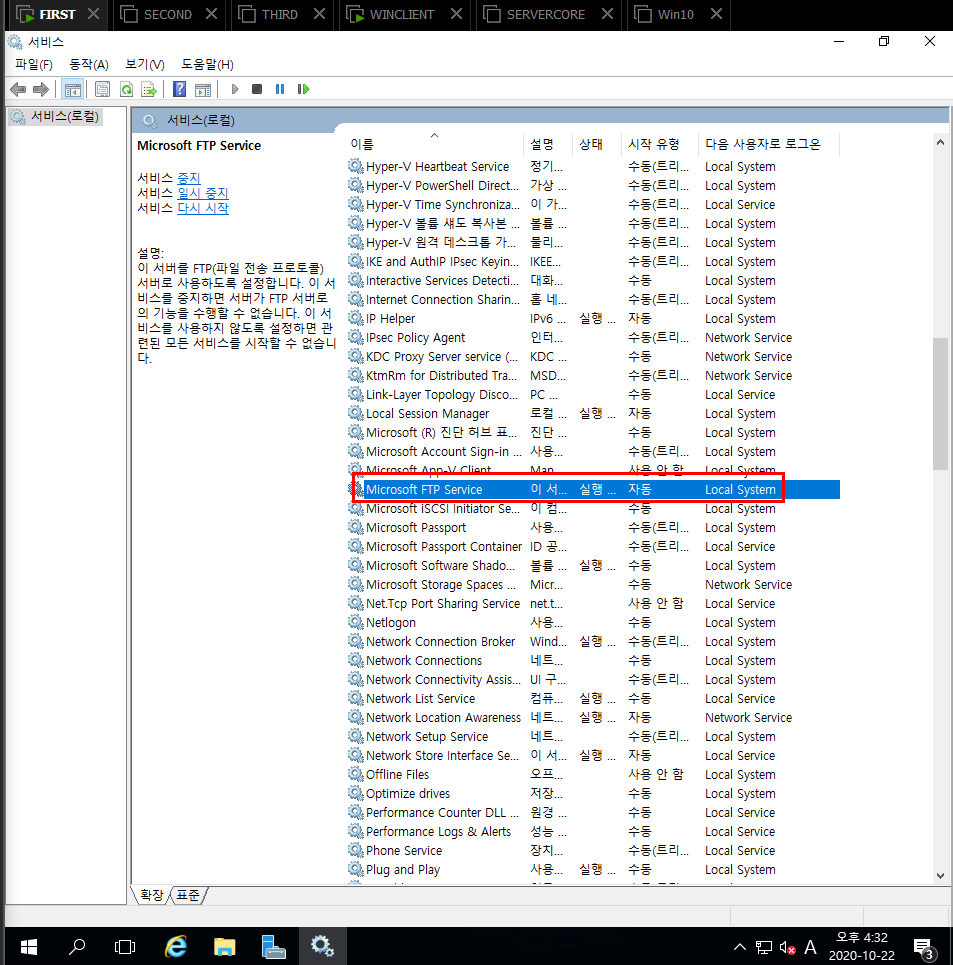 FIRST SECOND THIRD WINCLIENT SERVERCORE Win10
서비스
파일(F) 동작(A) 보기(V) 도움말(H)
서비스(로컬)
서비스(로컬)
Microsoft FTP Service
서비스 중지
서비스 일시 중지
서비스 다시 시작
설명:
이 서버를 FTP(파일 전송 프로토콜)
서버로 사용하도록 설정합니다. 이 서
비스를 중지하면 서버가 FTP 서버로
의 기능을 수행할 수 없습니다. 이 서
비스를 사용하지 않도록 설정하면 관
련된 모든 서비스를 시작할 수 없습니
다.
이름 설명 상태 시작 유형 다음 사용자로 로그온
Hyper-V Heartbeat Service 정기... 수동(트리... Local System
Hyper-V PowerShell Direct... 가상 ... 수동(트리... Local System
Hyper-V Time Synchroniza... 이 가... 수동(트리... Local Service
Hyper-V 볼륨 섀도 복사본 ... 볼륨 ... 수동(트리... Local System
Hyper-V 원격 데스크톱 가... 물리... 수동(트리... Local System
IKE and AuthIP IPsec Keyin... IKEE... 수동(트리... Local System
Interactive Services Detecti... 대화... 수동 Local System
Internet Connection Sharin... 홈 네... 수동(트리... Local System
IP Helper IPv6 ... 실행 ... 자동 Local System
IPsec Policy Agent 인터... 수동(트리... Network Service
KDC Proxy Server service (... KDC ... 수동 Network Service
KtmRm for Distributed Tra... MSD... 수동(트리... Network Service
Link-Layer Topology Disco... PC ... 수동 Local Service
Local Session Manager 로컬 ... 실행 ... 자동 Local System
Microsoft (R) 진단 허브 표... 진단 ... 수동 Local System
Microsoft Account Sign-in ... 사용... 수동(트리... Local System
Microsoft App-V Client Man... 사용 안 함 Local System
Microsoft FTP Service 이 서... 실행 ... 자동 Local System
Microsoft iSCSI Initiator Se... 이 컴... 수동 Local System
Microsoft Passport 사용... 수동(트리... Local System
Microsoft Passport Container ID 공... 수동(트리... Local Service
Microsoft Software Shado... 볼륨 ... 실행 ... 수동 Local System
Microsoft Storage Spaces ... Micr... 수동 Network Service
Net.Tcp Port Sharing Service net.t... 사용 안 함 Local Service
Netlogon 사용... 수동 Local System
Network Connection Broker Wind... 실행 ... 수동(트리... Local System
Network Connections 네트... 수동 Local System
Network Connectivity Assis... UI 구... 수동(트리... Local System
Network List Service 컴퓨... 실행 ... 수동 Local Service
Network Location Awareness 네트... 실행 ... 자동 Network Service
Network Setup Service 네트... 수동(트리... Local System
Network Store Interface Se... 이 서... 실행 ... 자동 Local Service
Offline Files 오프... 사용 안 함 Local System
Optimize drives 저장... 수동 Local System
Performance Counter DLL ... 원경 ... 수동 Local Service
Performance Logs & Alerts 성능 ... 수동 Local Service
Phone Service 장치... 수동(트리... Local Service
Plug and Play 사용... 실행 ... 수동 Local System
확장 표준
A 오후 4:32
2020-10-22
3